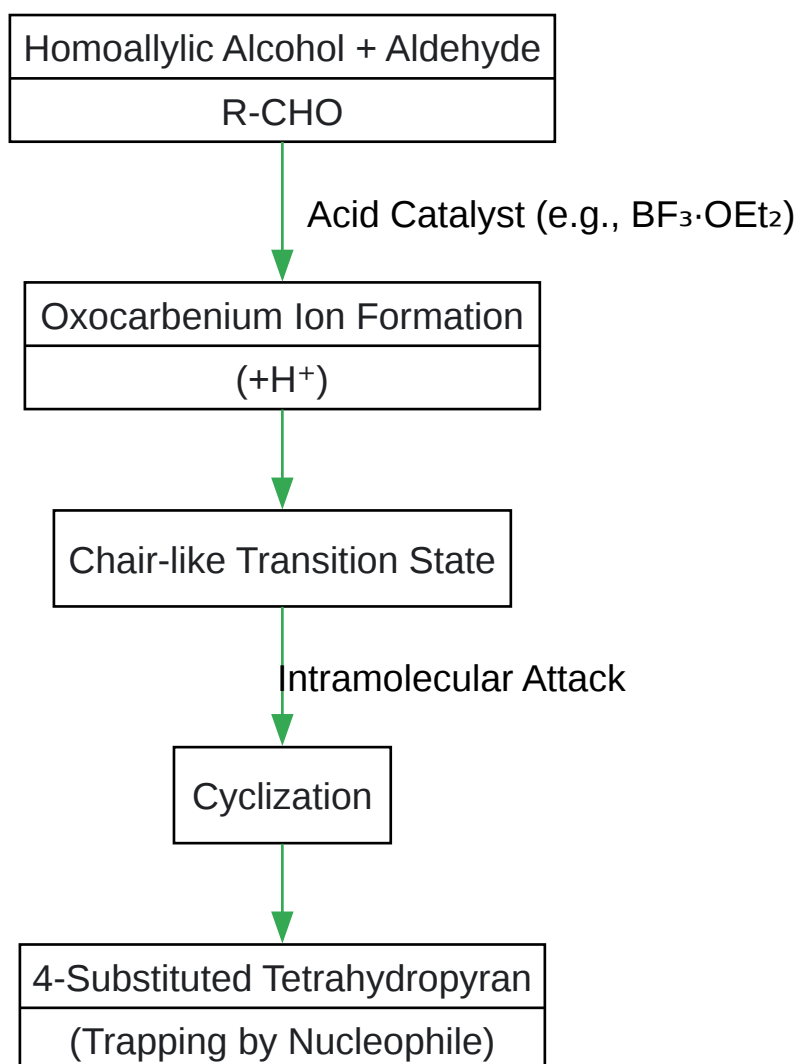 Homoallylic Alcohol + Aldehyde
R-CHO
Acid Catalyst (e.g., BF₃·OEt₂)
Oxocarbenium Ion Formation
(+H⁺)
Chair-like Transition State
Intramolecular Attack
Cyclization
4-Substituted Tetrahydropyran
(Trapping by Nucleophile)